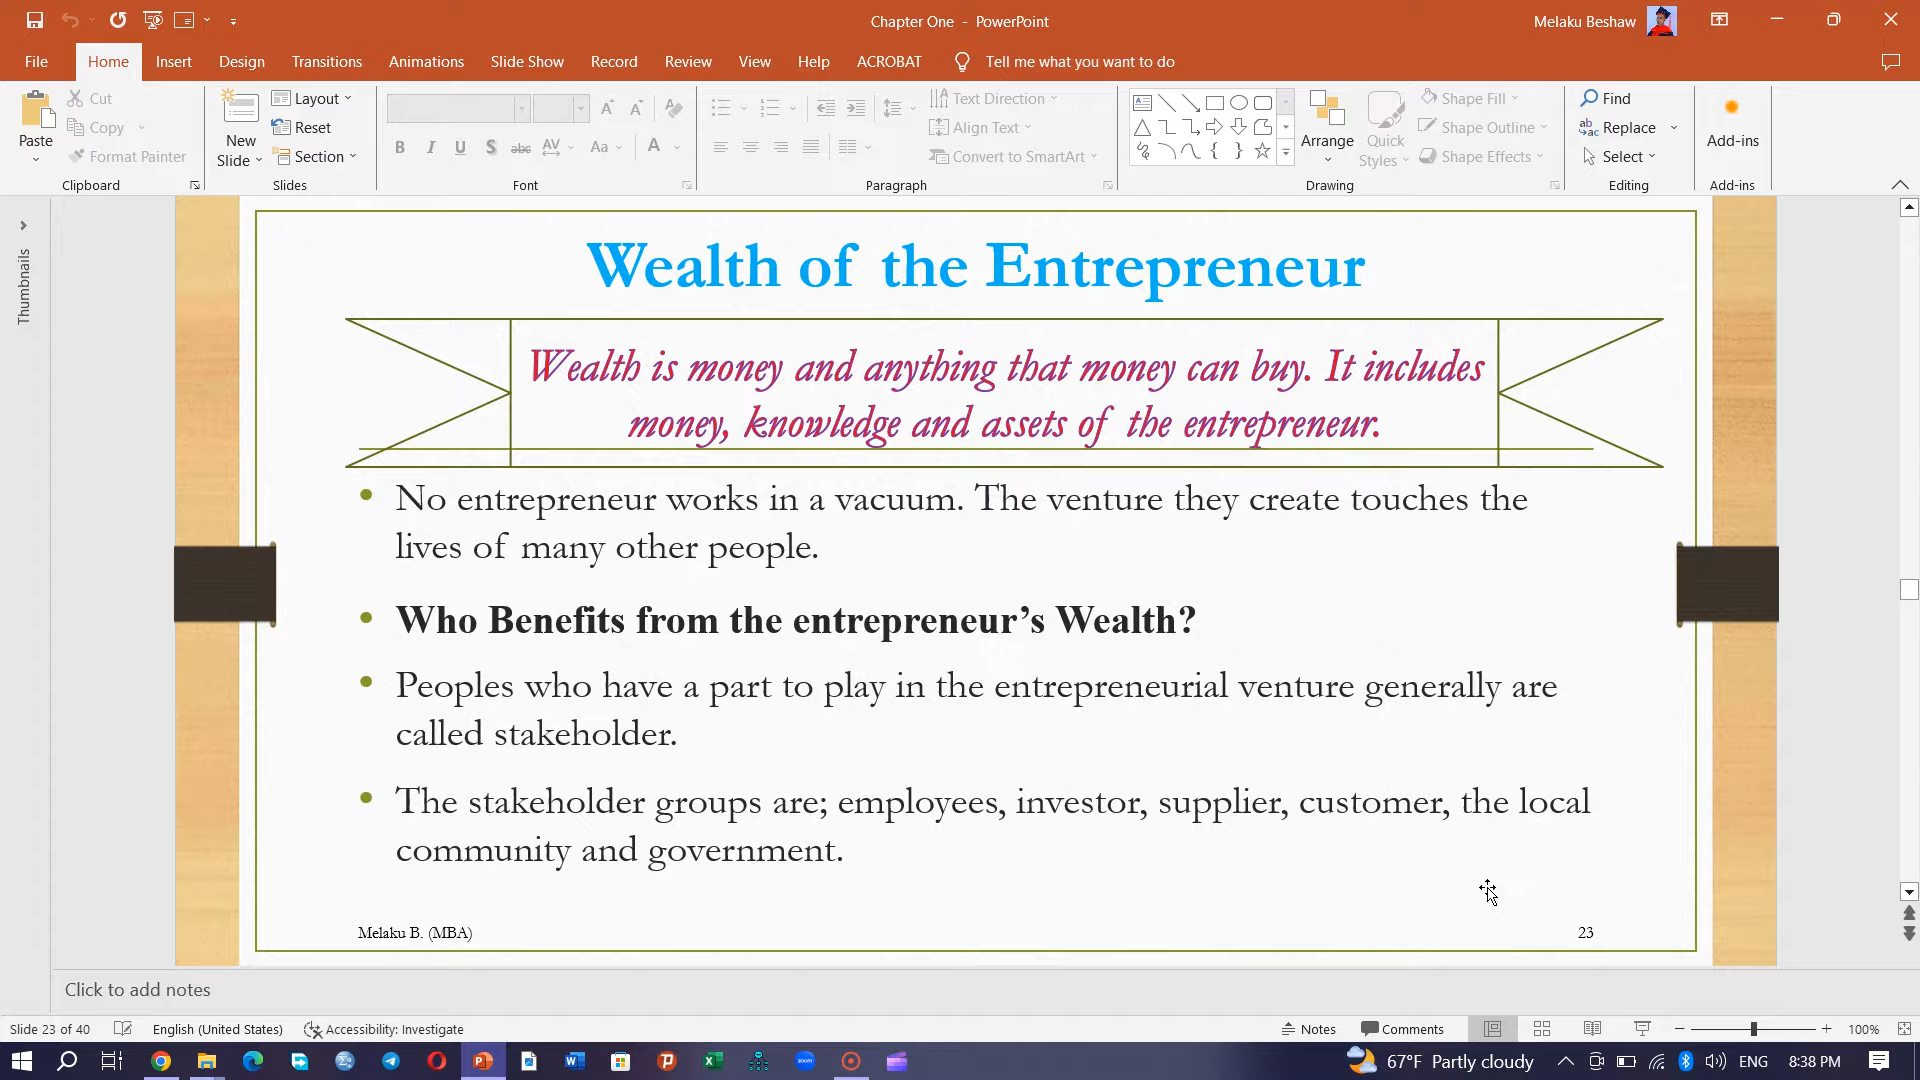 Chapter One - PowerPoint
Melaku Beshaw
File Home Insert Design Transitions Animations Slide Show Record Review View Help ACROBAT Tell me what you want to do
Paste
Cut
Copy
Format Painter
Clipboard
New Slide
Layout
Reset
Section
Slides
B I U S abc AV Aa A
Font
Paragraph
Text Direction
Align Text
Convert to SmartArt
Arrange
Quick Styles
Shape Fill
Shape Outline
Shape Effects
Drawing
Find
Replace
Select
Editing
Add-ins
Add-ins
Thumbnails
Wealth of the Entrepreneur
Wealth is money and anything that money can buy. It includes
money, knowledge and assets of the entrepreneur.
• No entrepreneur works in a vacuum. The venture they create touches the
lives of many other people.
• Who Benefits from the entrepreneur’s Wealth?
• Peoples who have a part to play in the entrepreneurial venture generally are
called stakeholder.
• The stakeholder groups are; employees, investor, supplier, customer, the local
community and government.
Melaku B. (MBA) 23
Click to add notes
Slide 23 of 40 English (United States) Accessibility: Investigate Notes Comments 100%
67°F Partly cloudy ENG 8:38 PM